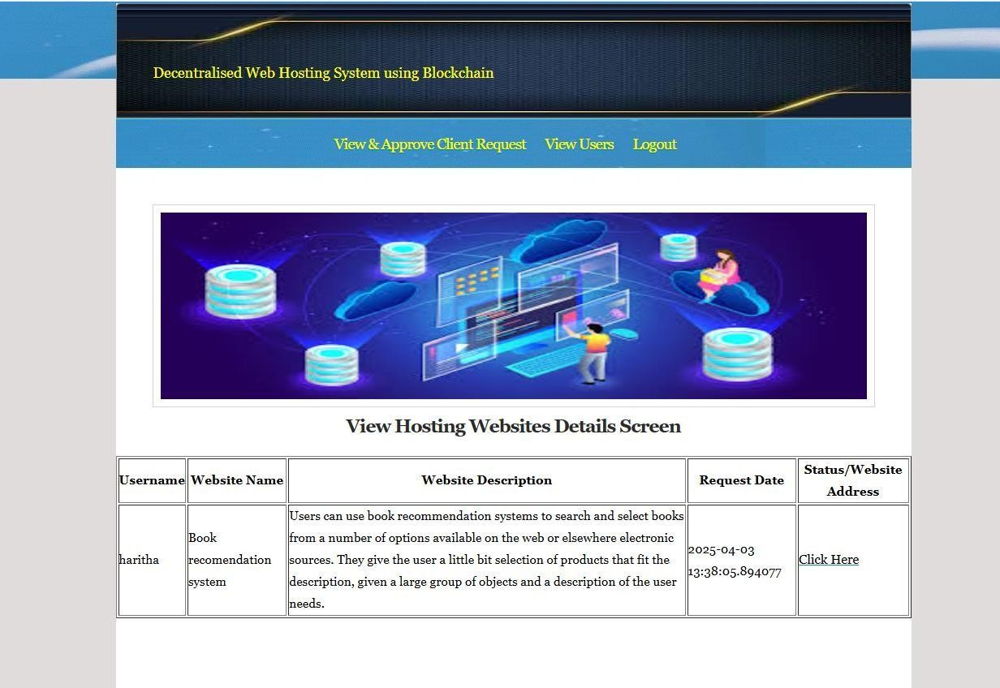 Decentralised Web Hosting System using Blockchain
View & Approve Client Request View Users Logout
View Hosting Websites Details Screen
Username Website Name Website Description Request Date Status/Website
Address
haritha
Book
recomendation
system
Users can use book recommendation systems to search and select books
from a number of options available on the web or elsewhere electronic
sources. They give the user a little bit selection of products that fit the
description, given a large group of objects and a description of the user
needs.
2025-04-03
13:38:05.894077
Click Here